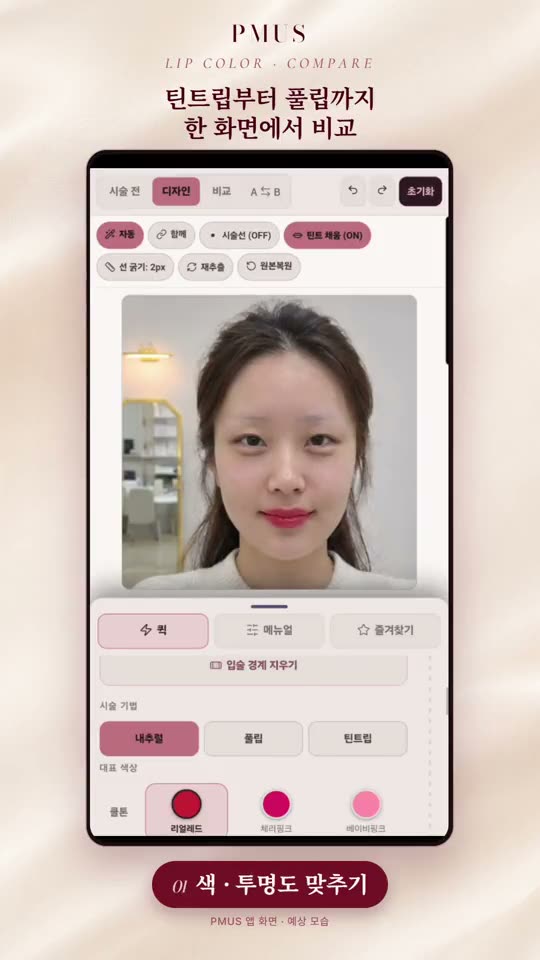 PMUS
LIP COLOR · COMPARE
틴트립부터 풀립까지
한 화면에서 비교
시술 전 디자인 비교 A ⇆ B 초기화
자동 함께 • 시술선 (OFF) 틴트 채움 (ON)
선 굵기: 2px 재추출 원본복원
퀵 메뉴얼 즐겨찾기
입술 경계 지우기
시술 기법
내추럴 풀립 틴트립
대표 색상
쿨톤 리얼레드 체리핑크 베이비핑크
01 색 · 투명도 맞추기
PMUS 앱 화면 · 예상 모습